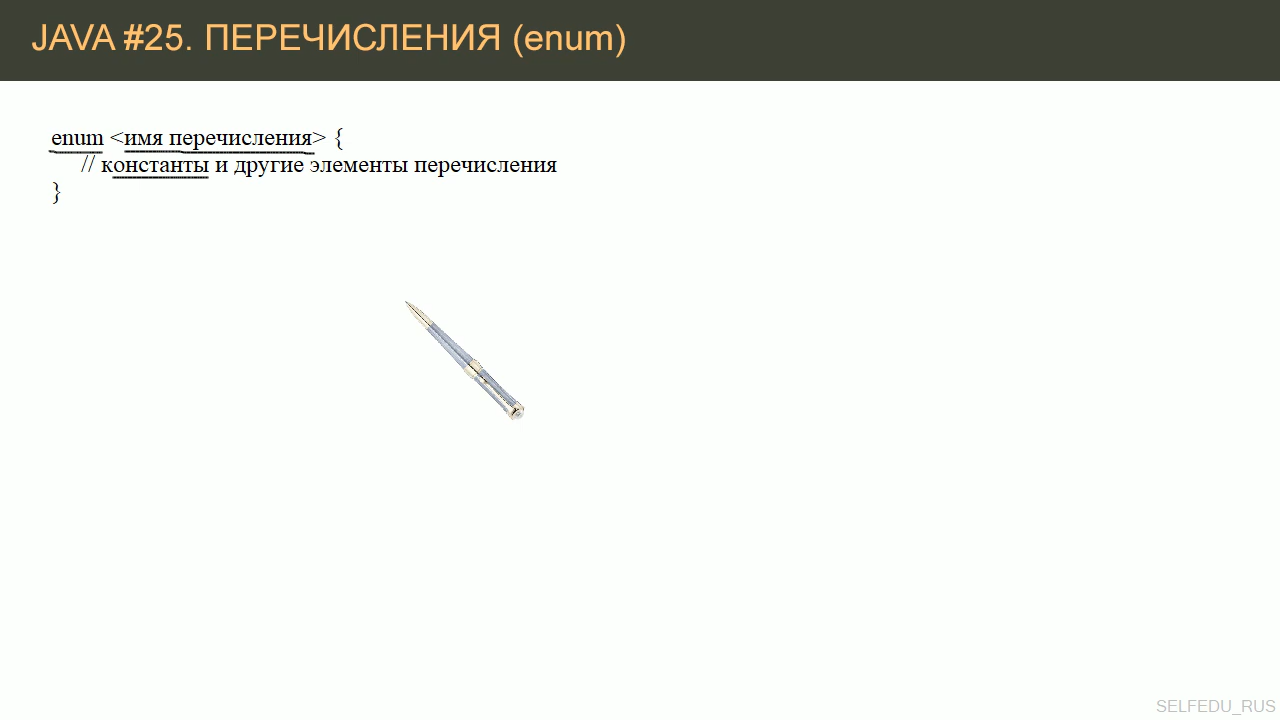 JAVA #25. ПЕРЕЧИСЛЕНИЯ (enum)
enum <имя перечисления> {
// константы и другие элементы перечисления
}
SELFEDU_RUS